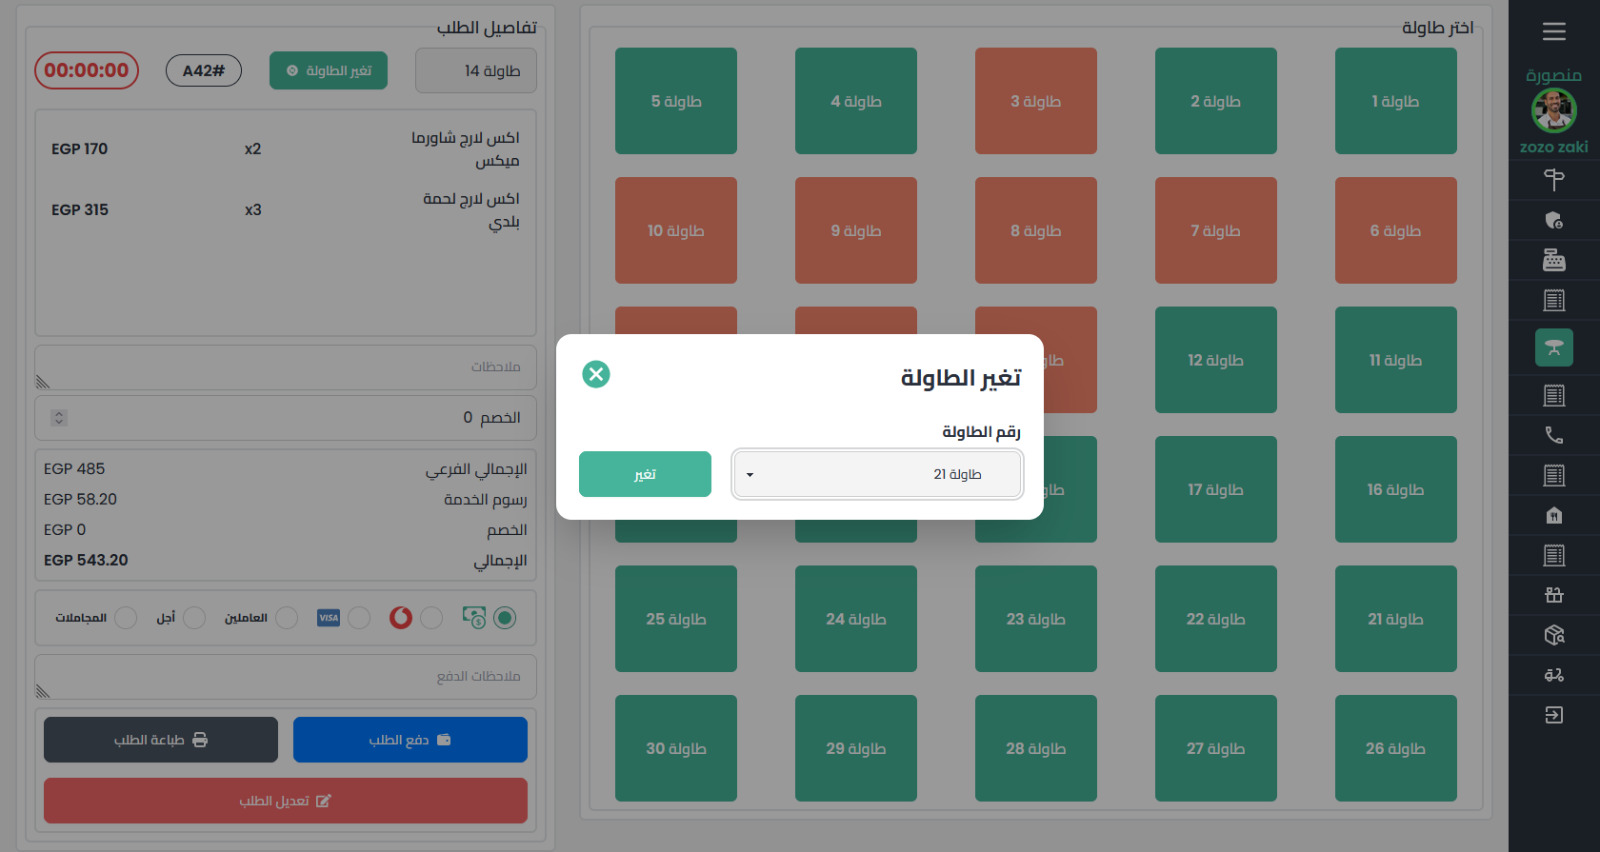 منصورة
zozo zaki
اختر طاولة
طاولة 1
طاولة 2
طاولة 3
طاولة 4
طاولة 5
طاولة 6
طاولة 7
طاولة 8
طاولة 9
طاولة 10
طاولة 11
طاولة 12
طاولة 16
طاولة 17
طاولة 21
طاولة 22
طاولة 23
طاولة 24
طاولة 25
طاولة 26
طاولة 27
طاولة 28
طاولة 29
طاولة 30
تغير الطاولة
رقم الطاولة
طاولة 21
تغير
تفاصيل الطلب
طاولة 14
تغير الطاولة
A42#
00:00:00
اكس لارج شاورما
ميكس
x2
EGP 170
اكس لارج لحمة
بلدي
x3
EGP 315
ملاحظات
الخصم 0
الإجمالي الفرعي EGP 485
رسوم الخدمة EGP 58.20
الخصم EGP 0
الإجمالي EGP 543.20
VISA
العاملين
أجل
المجاملات
ملاحظات الدفع
دفع الطلب
طباعة الطلب
تعديل الطلب